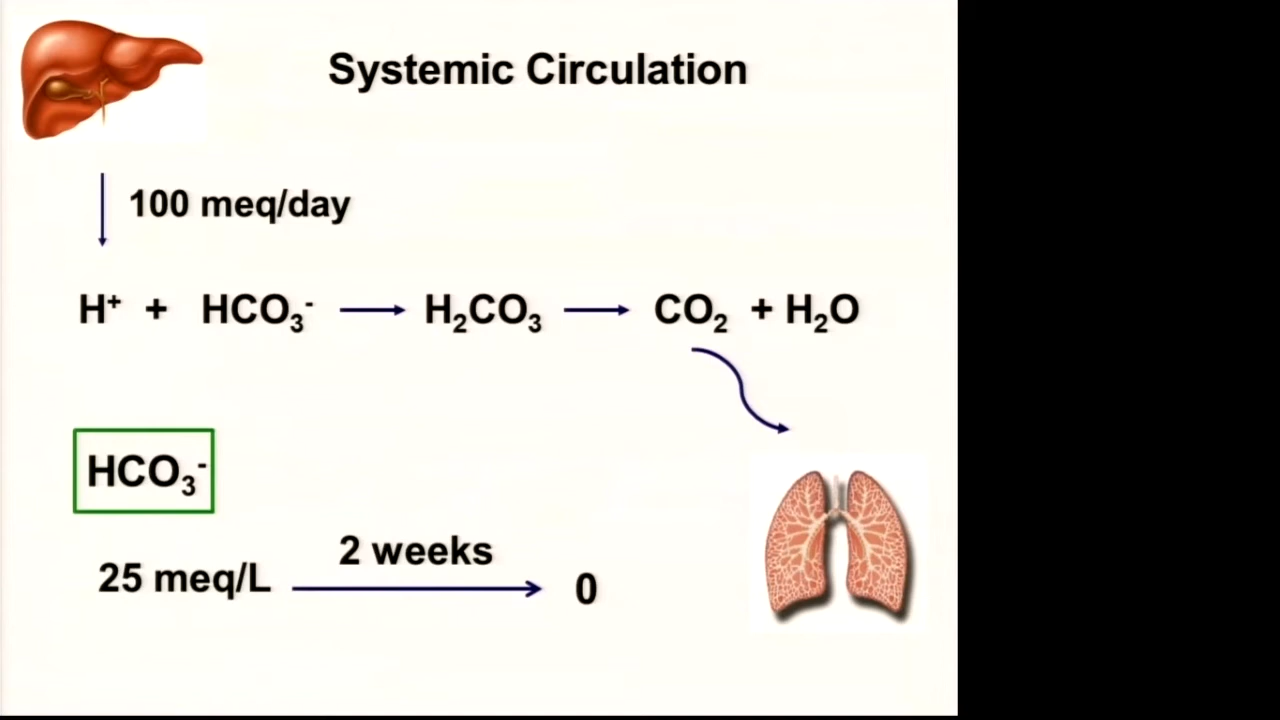 Systemic Circulation
100 meq/day
H⁺ + HCO₃⁻ → H₂CO₃ → CO₂ + H₂O
HCO₃⁻
2 weeks
25 meq/L → 0